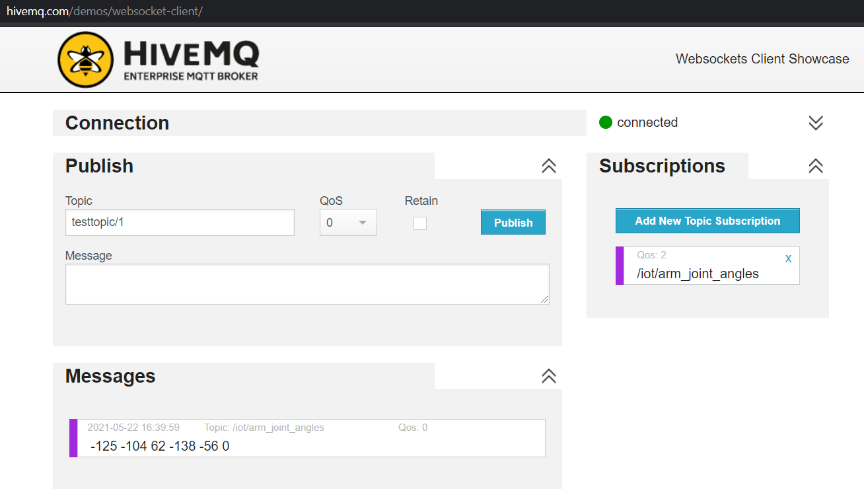 hivemq.com/demos/websocket-client/
HIVEMQ
ENTERPRISE MQTT BROKER
Websockets Client Showcase
Connection
connected
Publish
Topic
QoS
Retain
testtopic/1
0
Publish
Message
Subscriptions
Add New Topic Subscription
Qos: 2
x
/iot/arm_joint_angles
Messages
2021-05-22 16:39:59 Topic: /iot/arm_joint_angles Qos: 0
-125 -104 62 -138 -56 0